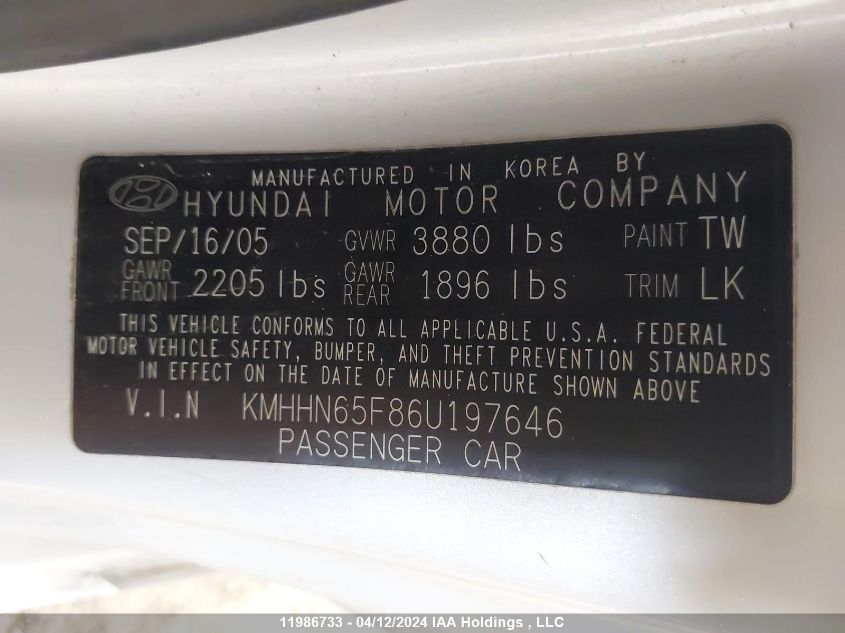 MANUFACTURED IN KOREA BY
HYUNDAI MOTOR COMPANY
SEP/16/05 GVWR 3880 lbs PAINT TW
GAWR FRONT 2205 lbs GAWR REAR 1896 lbs TRIM LK
THIS VEHICLE CONFORMS TO ALL APPLICABLE U.S.A. FEDERAL
MOTOR VEHICLE SAFETY, BUMPER, AND THEFT PREVENTION STANDARDS
IN EFFECT ON THE DATE OF MANUFACTURE SHOWN ABOVE
V.I.N KMHHN65F86U197646
PASSENGER CAR
11986733 - 04/12/2024 IAA Holdings , LLC